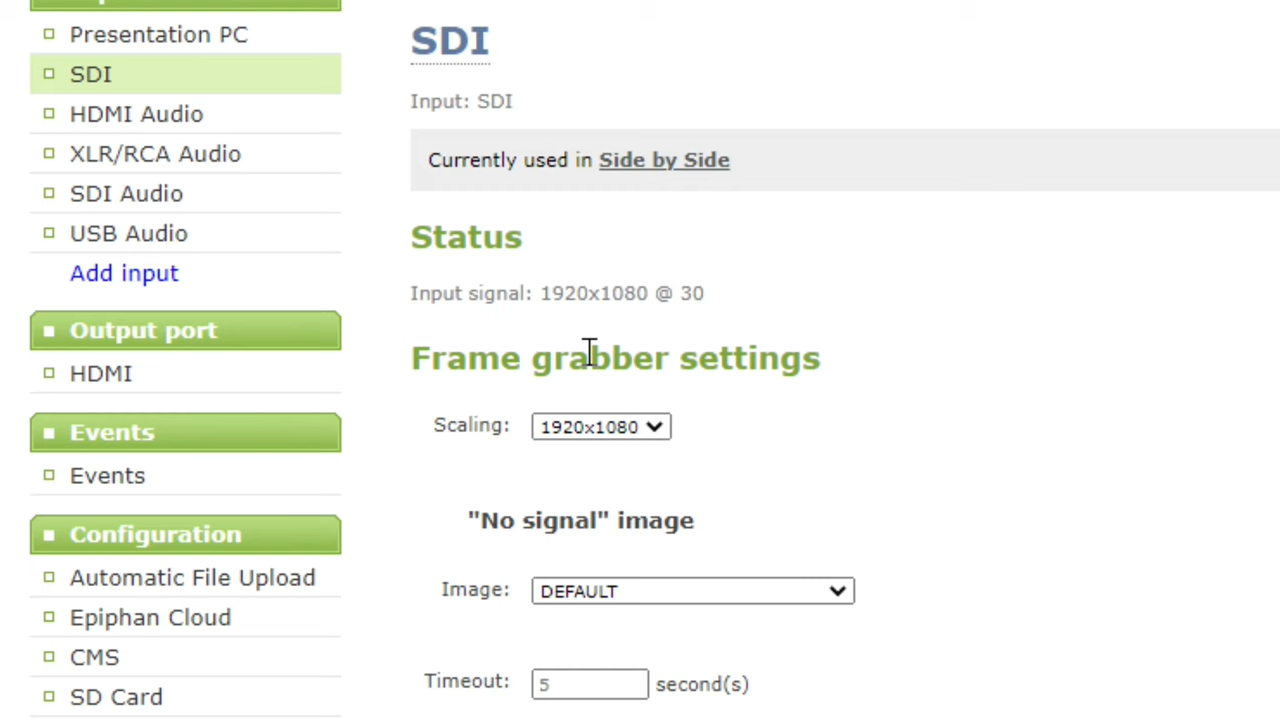 Presentation PC
SDI
HDMI Audio
XLR/RCA Audio
SDI Audio
USB Audio
Add input
Output port
HDMI
Events
Events
Configuration
Automatic File Upload
Epiphan Cloud
CMS
SD Card
SDI
Input: SDI
Currently used in Side by Side
Status
Input signal: 1920x1080 @ 30
Frame grabber settings
Scaling: 1920x1080
"No signal" image
Image: DEFAULT
Timeout: 5 second(s)